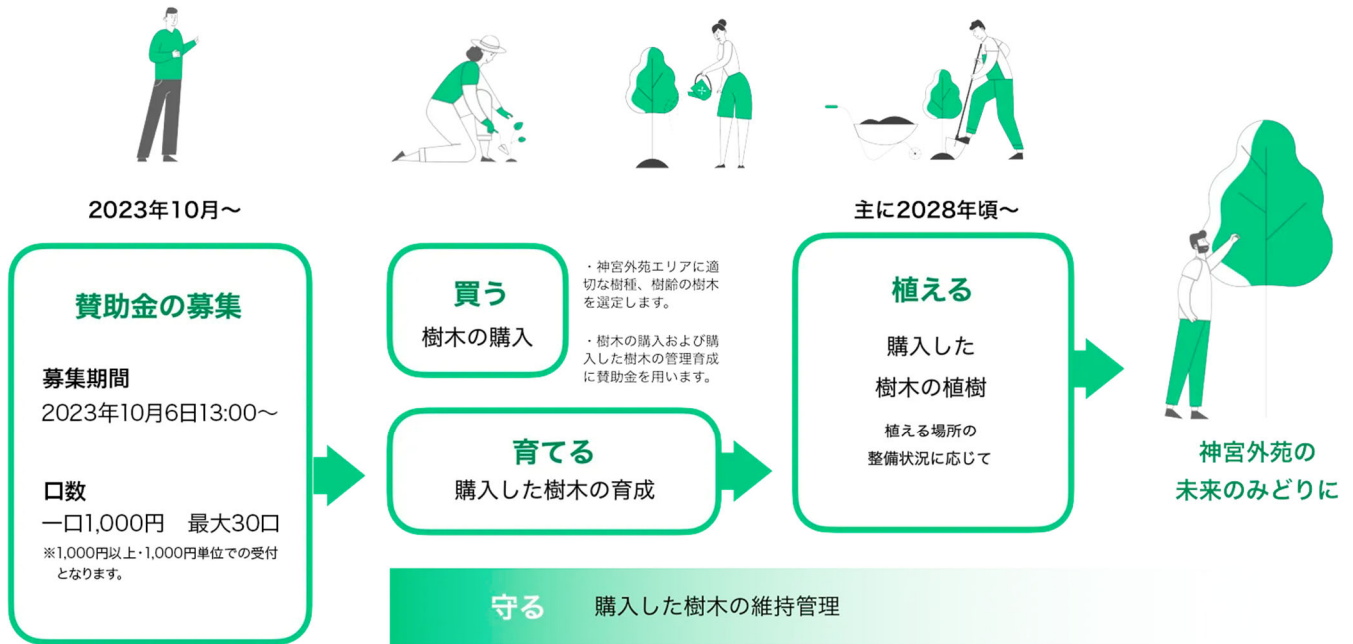 2023年10月～
賛助金の募集
募集期間
2023年10月6日13:00～
口数
一口1,000円　最大30口
※1,000円以上・1,000円単位での受付
となります。
買う
樹木の購入
・神宮外苑エリアに適
切な樹種、樹齢の樹木
を選定します。
・樹木の購入および購
入した樹木の管理育成
に賛助金を用います。
育てる
購入した樹木の育成
主に2028年頃～
植える
購入した
樹木の植樹
植える場所の
整備状況に応じて
神宮外苑の
未来のみどりに
守る　購入した樹木の維持管理